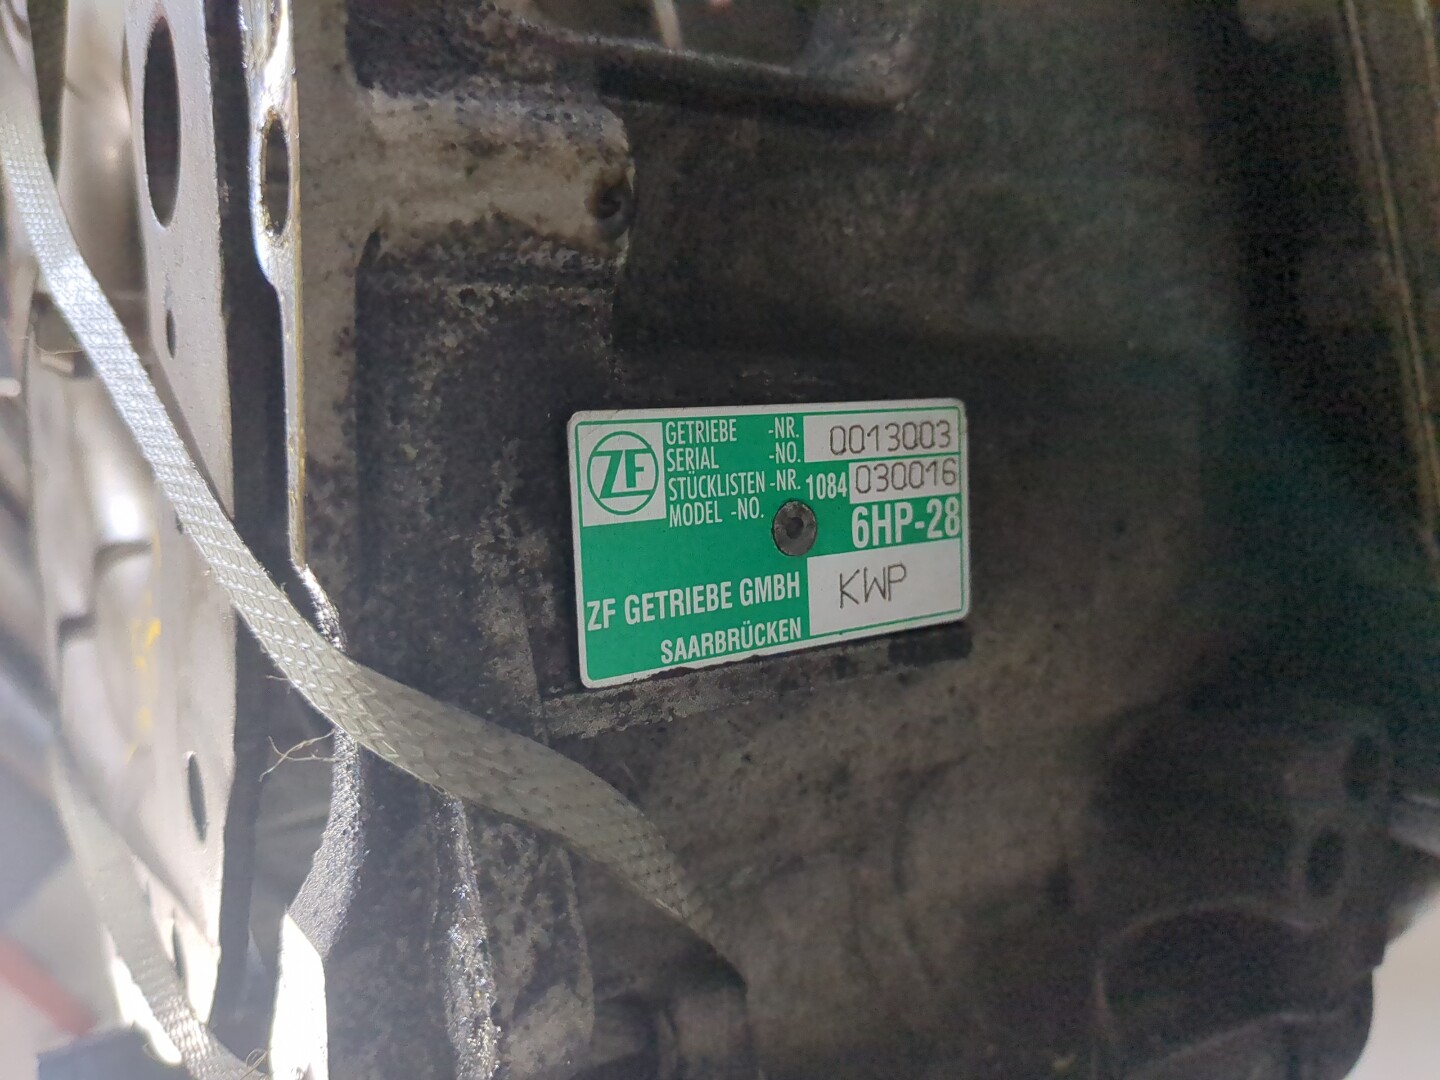 ZF
GETRIEBE -NR. 0013003
SERIAL -NO.
STÜCKLISTEN -NR. 1084 030016
MODEL -NO.
6HP-28
KWP
ZF GETRIEBE GMBH
SAARBRÜCKEN